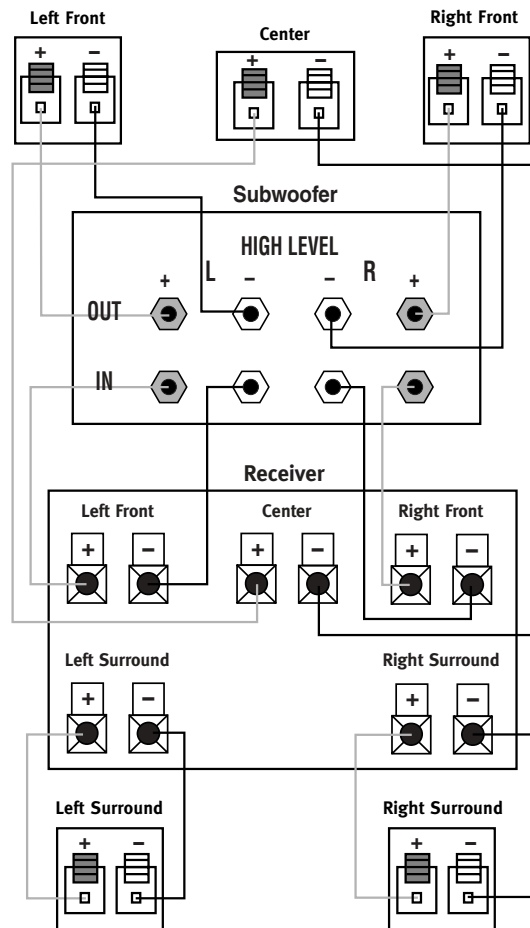 Left Front Center Right Front
+ − + − + −
Subwoofer
HIGH LEVEL
+ L − − R +
OUT
IN
Receiver
Left Front Center Right Front
+ − + − + −
Left Surround Right Surround
+ − + −
Left Surround Right Surround
+ − + −